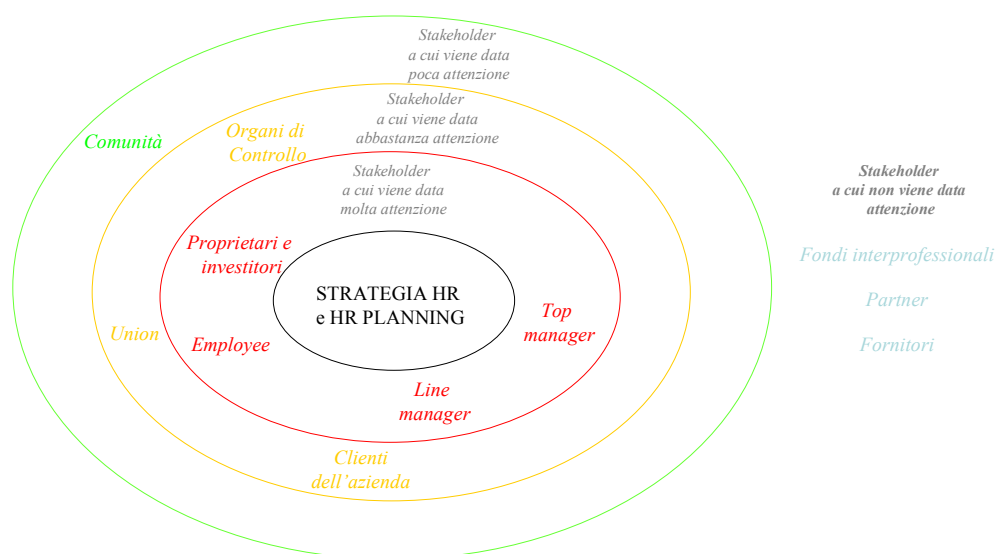 Stakeholder
a cui viene data
poca attenzione
Stakeholder
a cui viene data
abbastanza attenzione
Organi di
Controllo
Comunità
Stakeholder
a cui viene data
molta attenzione
Proprietari e
investitori
STRATEGIA HR
e HR PLANNING
Top
manager
Union
Employee
Line
manager
Clienti
dell’azienda
Stakeholder
a cui non viene data
attenzione
Fondi interprofessionali
Partner
Fornitori